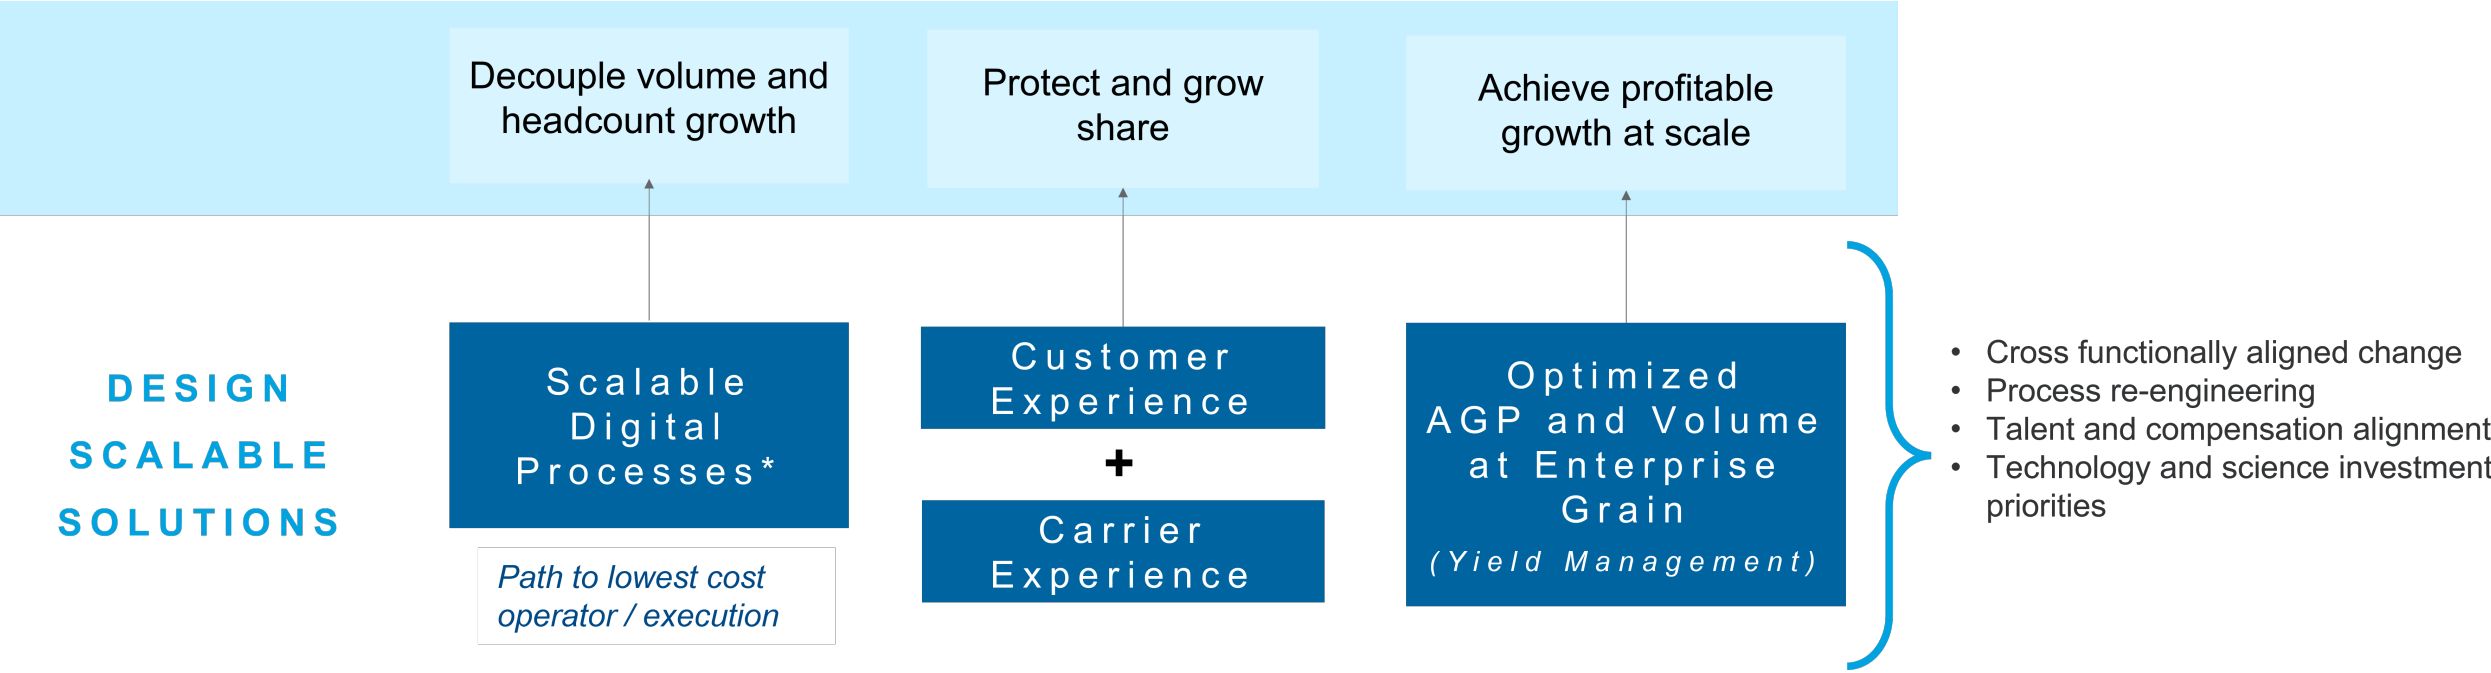 Decouple volume and
headcount growth
Protect and grow
share
Achieve profitable
growth at scale
DESIGN
SCALABLE
SOLUTIONS
Scalable
Digital
Processes*
Path to lowest cost
operator / execution
Customer
Experience
+
Carrier
Experience
Optimized
AGP and Volume
at Enterprise
Grain
(Yield Management)
• Cross functionally aligned change
• Process re-engineering
• Talent and compensation alignment
• Technology and science investment
priorities